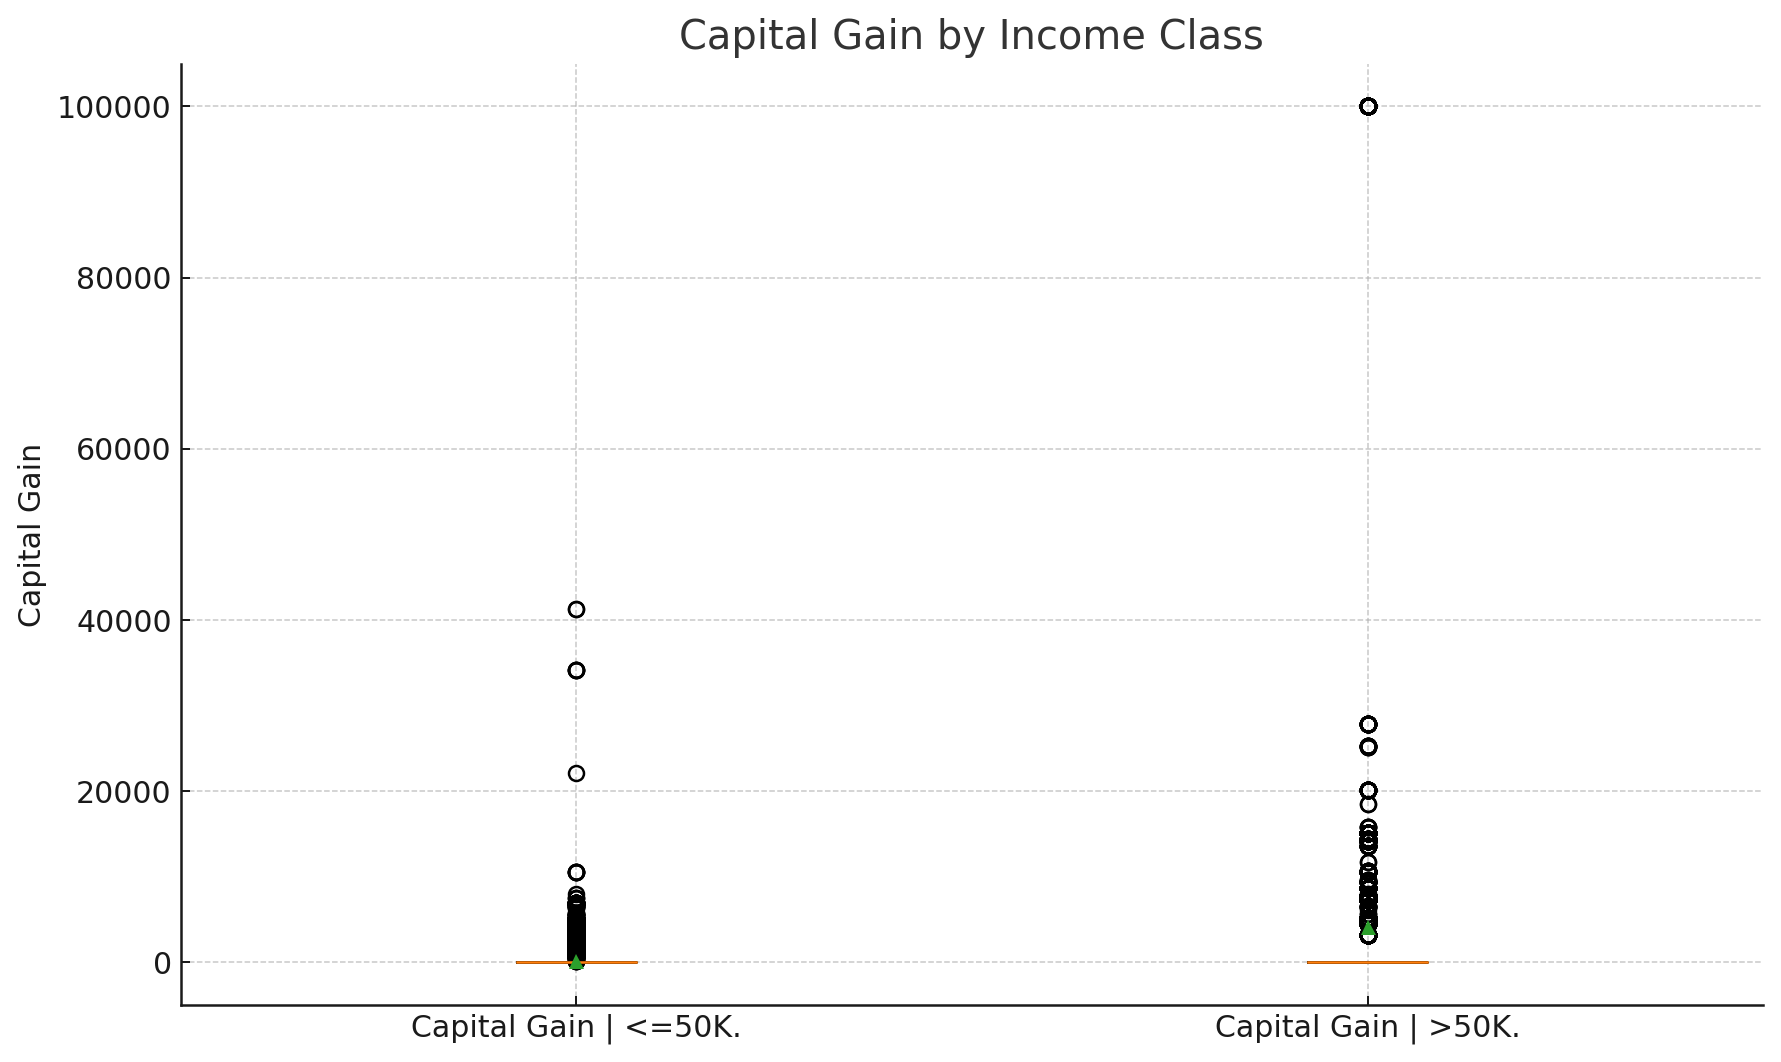 Capital Gain by Income Class
Capital Gain
100000
80000
60000
40000
20000
0
Capital Gain | <=50K.
Capital Gain | >50K.